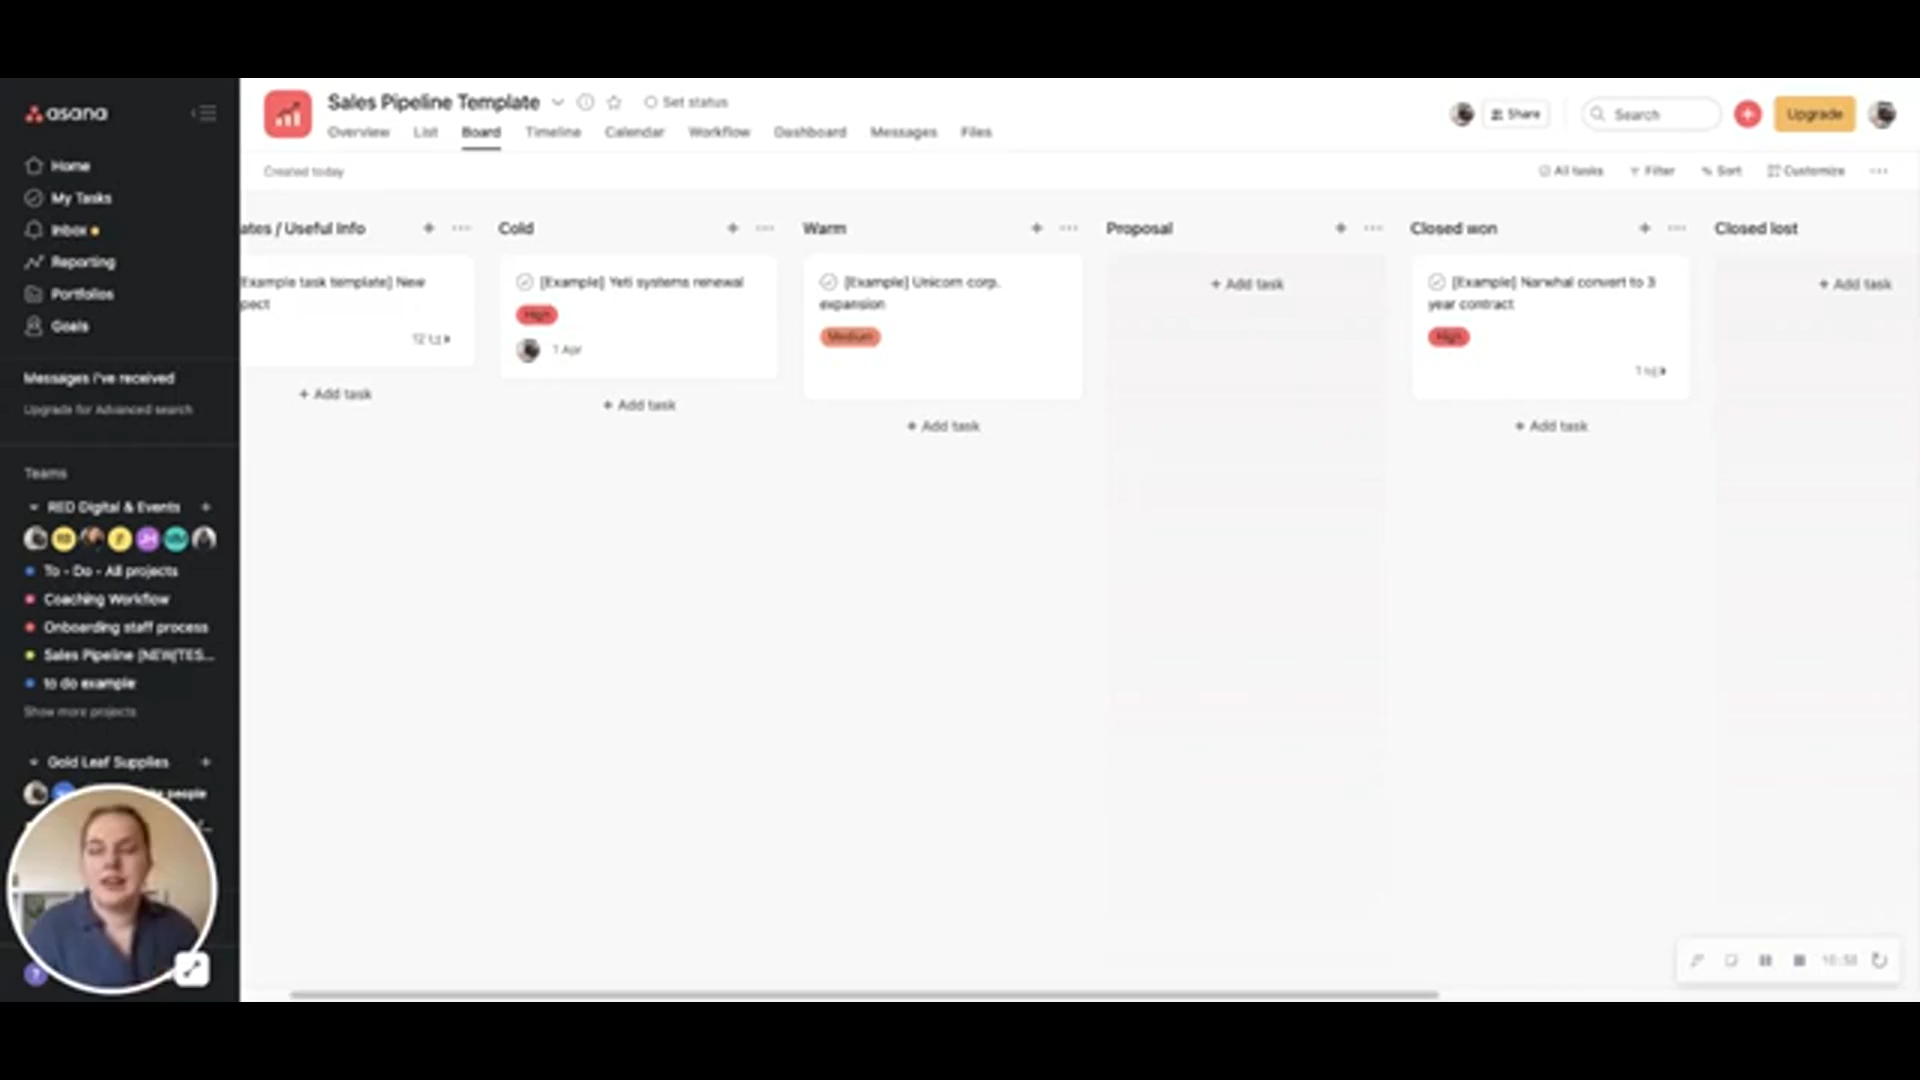 asana
Home
My Tasks
Inbox
Reporting
Portfolios
Goals
Messages I've received
Upgrade for Advanced search
Teams
RED Digital & Events
To - Do - All projects
Coaching Workflow
Onboarding staff process
Sales Pipeline (NEW(TES...
to do example
Show more projects
Gold Leaf Supplies
people
Sales Pipeline Template
Set status
Overview List Board Timeline Calendar Workflow Dashboard Messages Files
Share
Search
Upgrade
Created today
All tasks Filter Sort Customize
ates / Useful Info
Example task template] New
pect
+ Add task
Cold
[Example] Yeti systems renewal
High
1 Apr
+ Add task
Warm
[Example] Unicorn corp.
expansion
Medium
+ Add task
Proposal
+ Add task
Closed won
[Example] Narwhal convert to 3
year contract
High
1
+ Add task
Closed lost
+ Add task